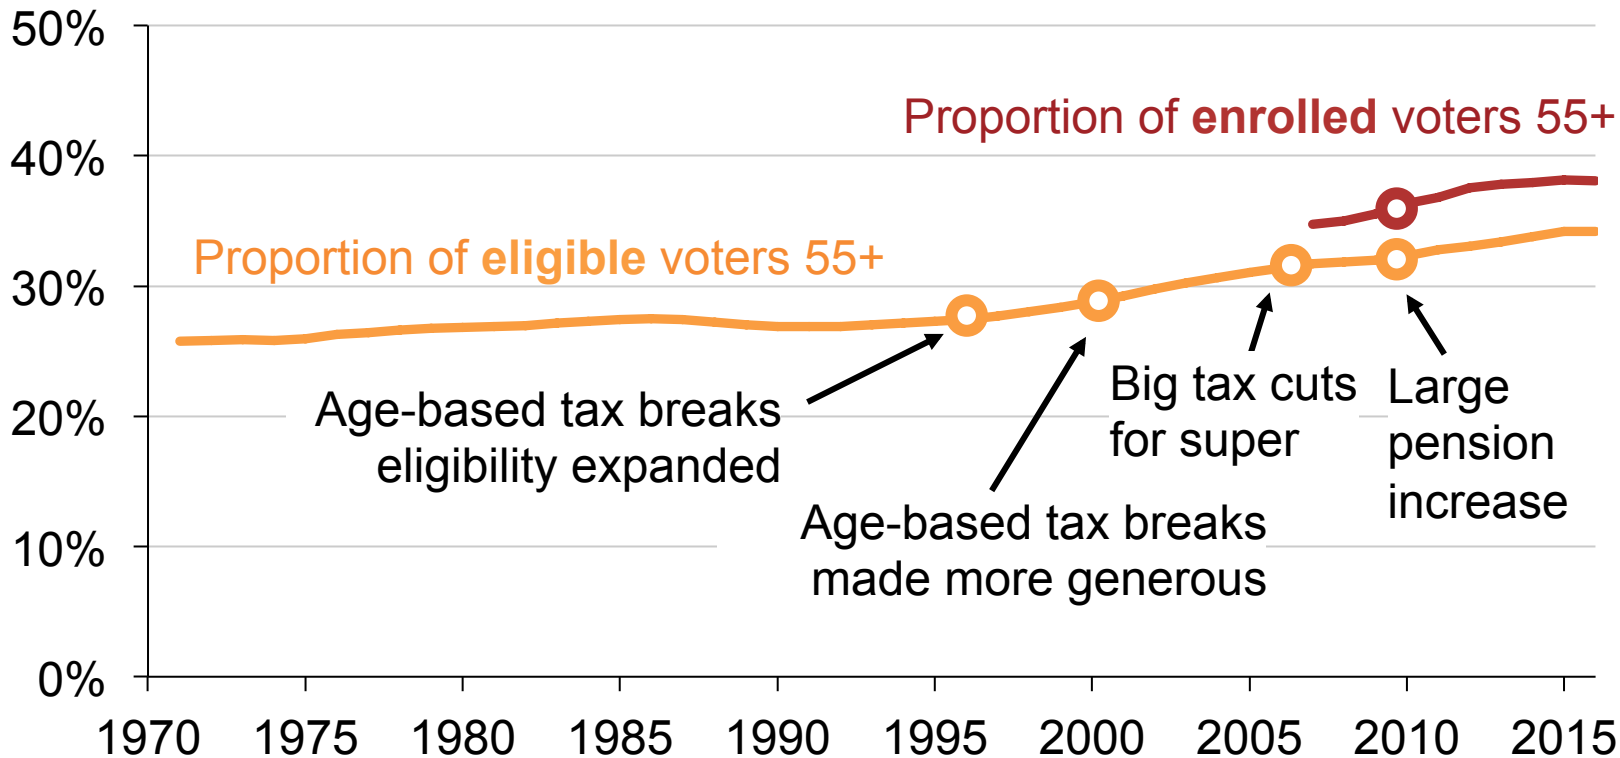 50%
Proportion of enrolled voters 55+
40%
Proportion of eligible voters 55+
30%
Age-based tax breaks
eligibility expanded
Big tax cuts
for super
Large
pension
increase
20%
Age-based tax breaks
made more generous
10%
0%
1970 1975 1980 1985 1990 1995 2000 2005 2010 2015